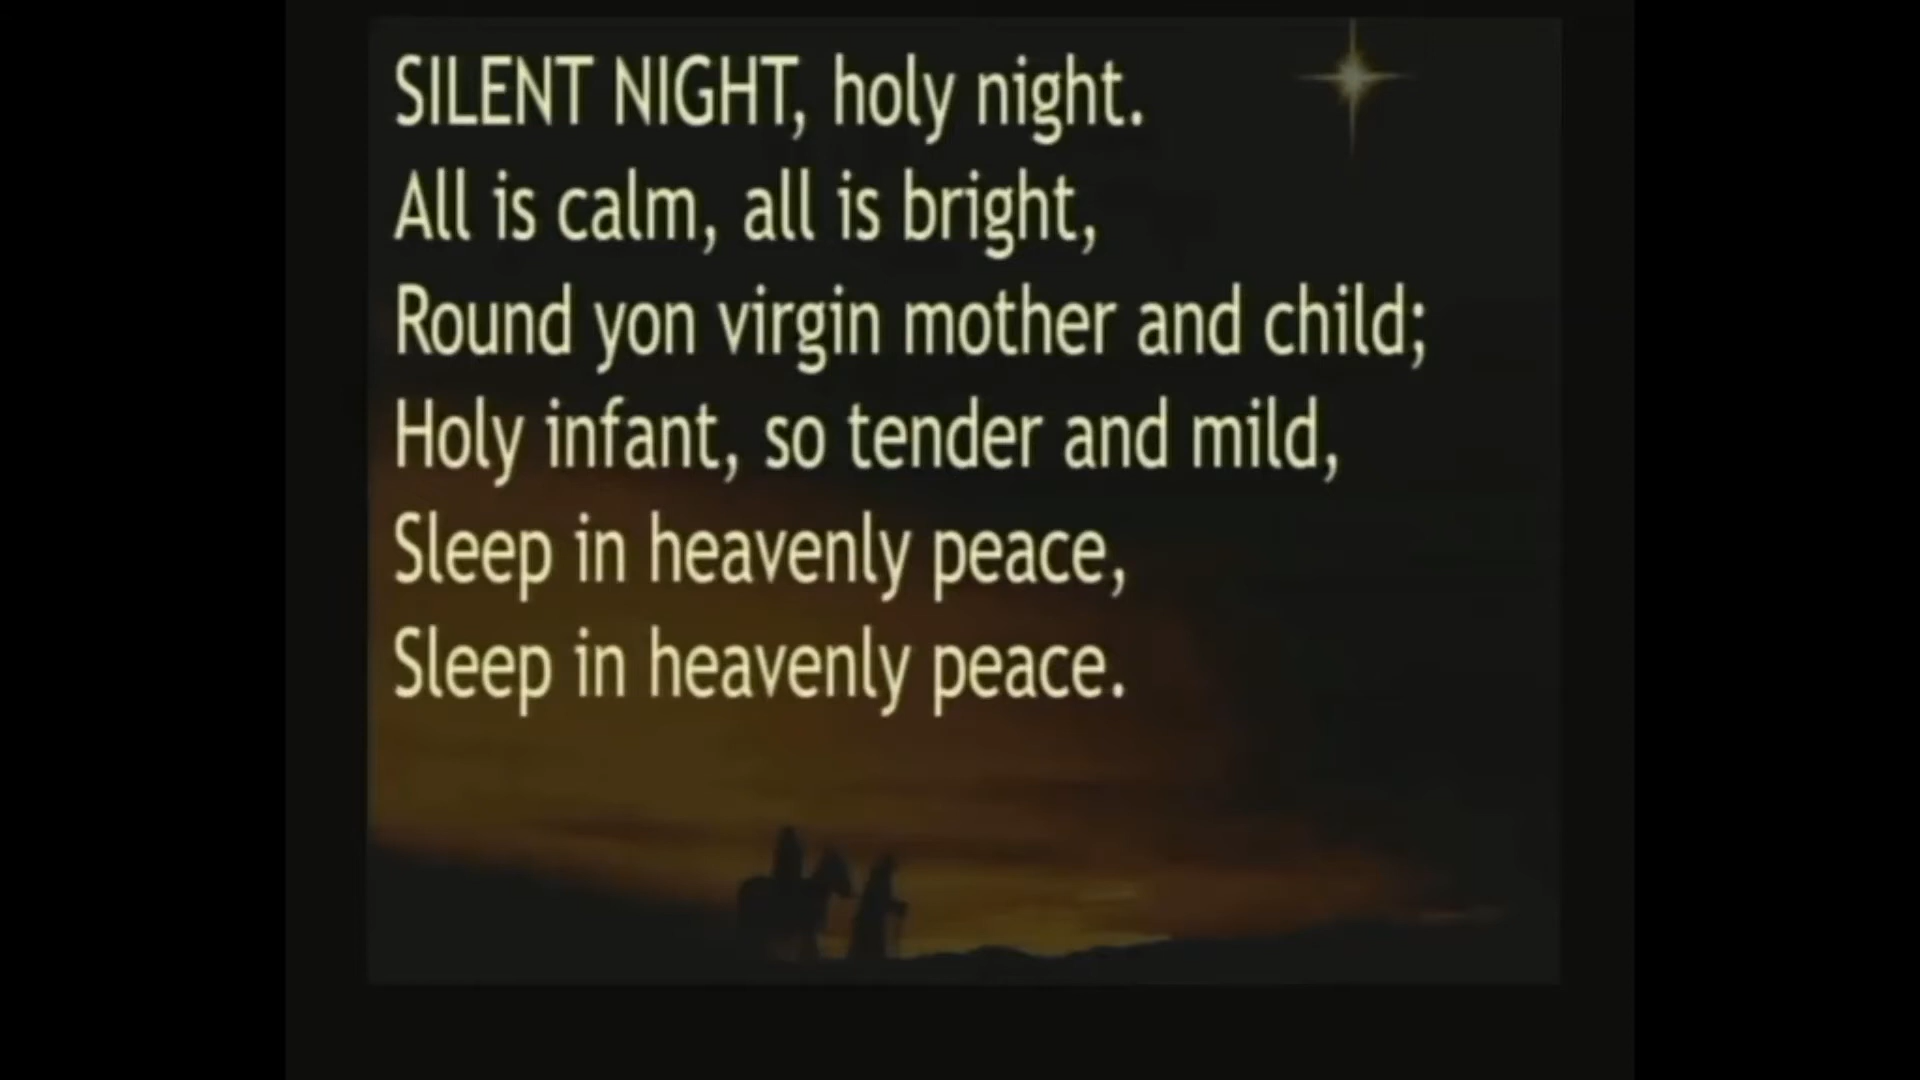 SILENT NIGHT, holy night.
All is calm, all is bright,
Round yon virgin mother and child;
Holy infant, so tender and mild,
Sleep in heavenly peace,
Sleep in heavenly peace.